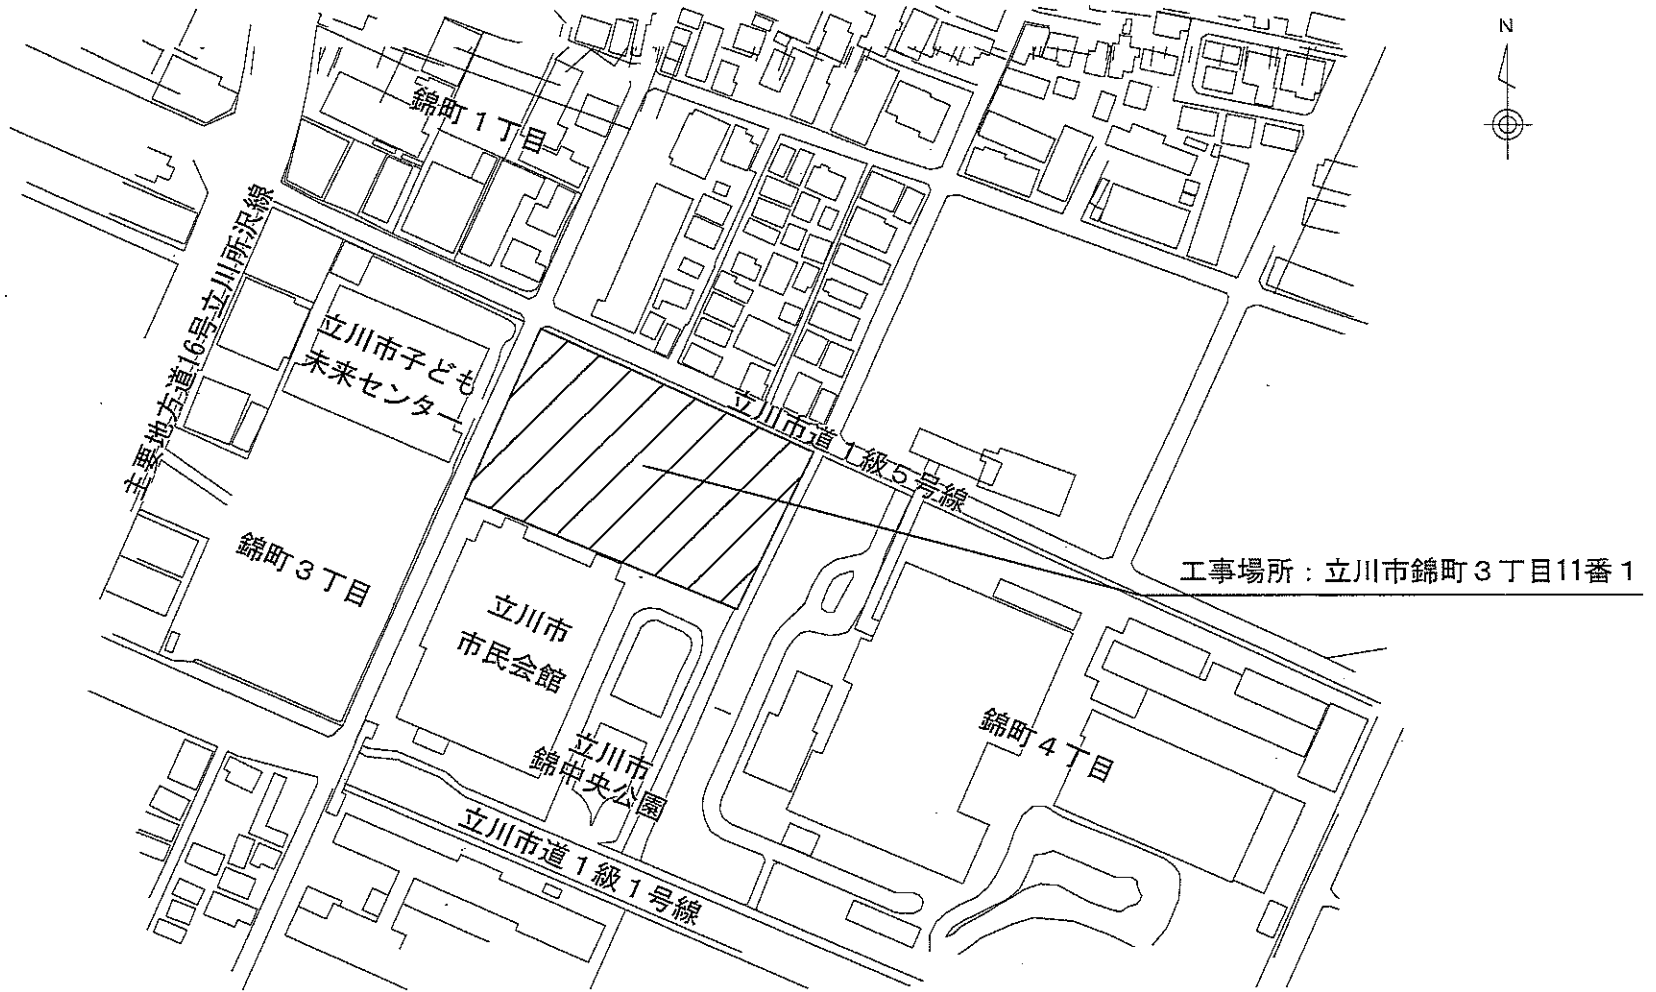 N
錦町１丁目
主要地方道16号立川所沢線
立川市子ども
未来センター
立川市道１級５号線
工事場所：立川市錦町３丁目11番１
錦町３丁目
立川市
市民会館
錦町４丁目
立川市
錦中央公園
立川市道１級１号線